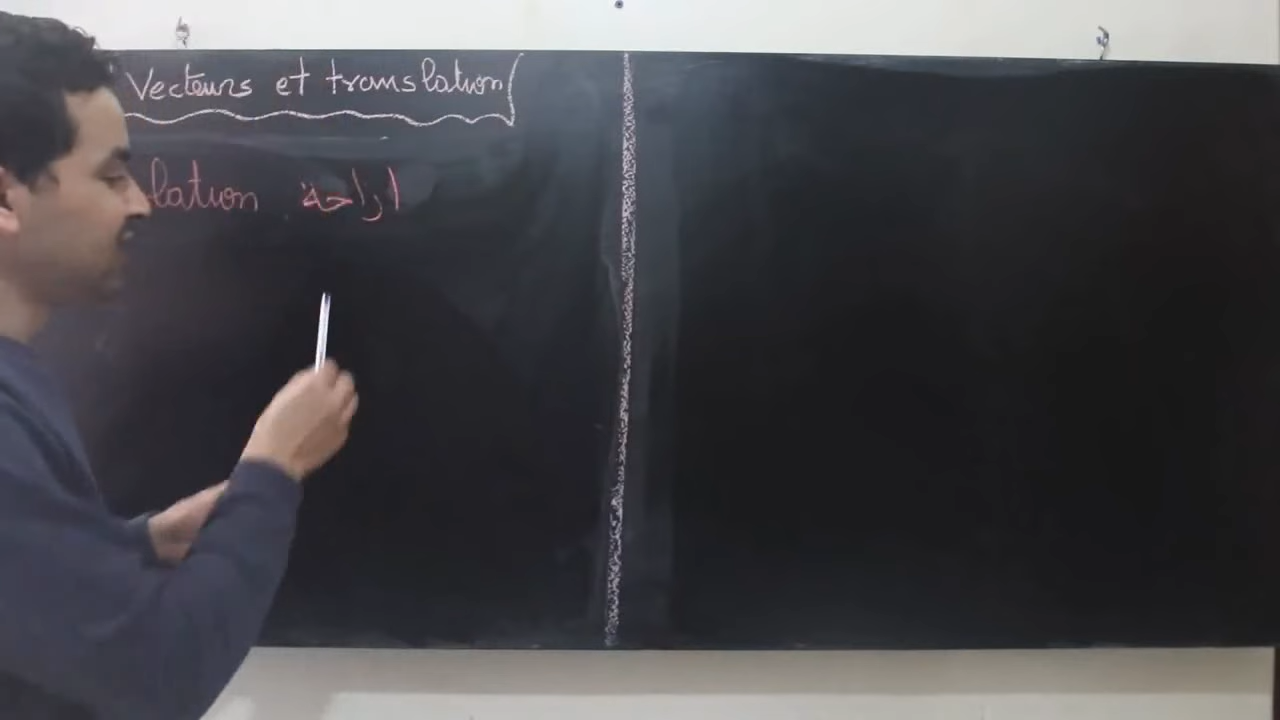 Vecteurs et translation
lation ازاحة